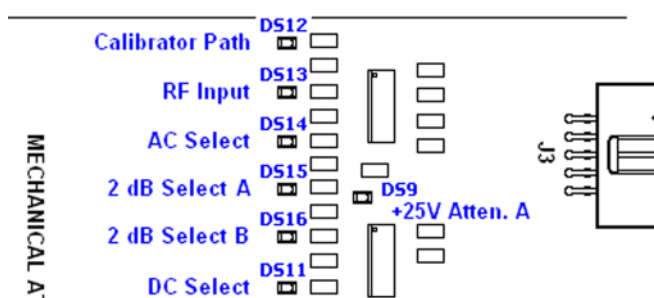 DS12
Calibrator Path
DS13
RF Input
DS14
AC Select
DS15
2 dB Select A
DS9
+25V Atten. A
DS16
2 dB Select B
DS11
DC Select
J3
MECHANICAL